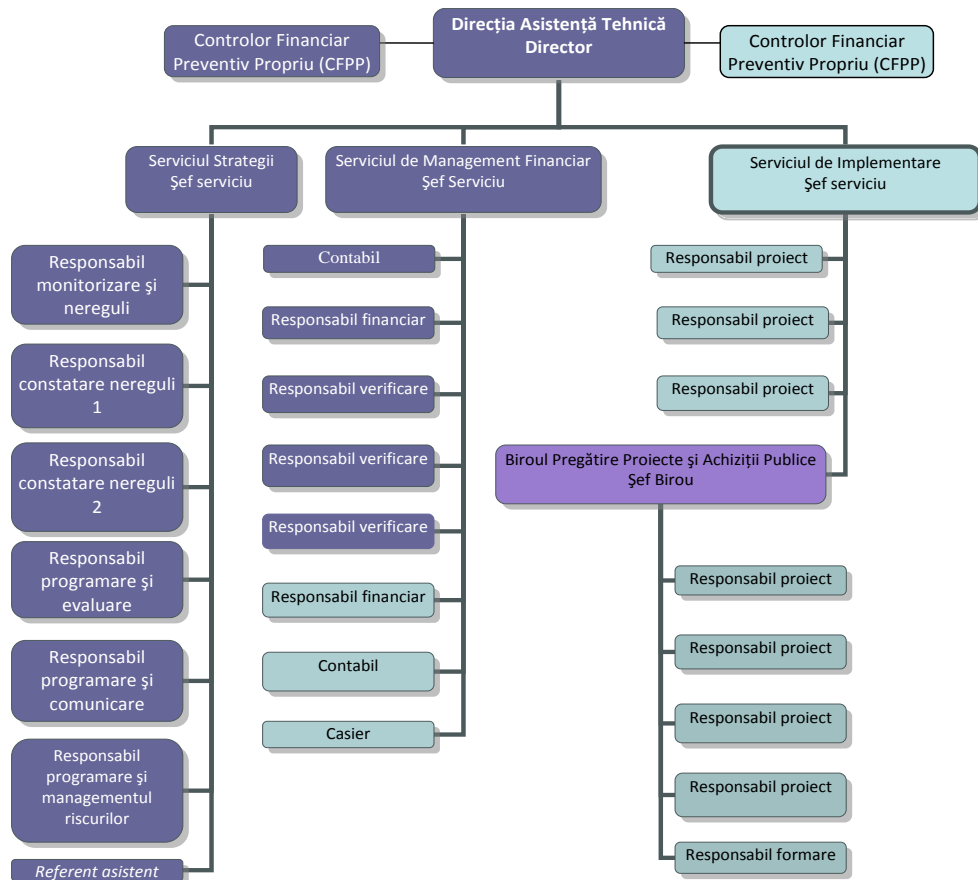 Direcția Asistență Tehnică
Director
Controlor Financiar
Preventiv Propriu (CFPP)
Controlor Financiar
Preventiv Propriu (CFPP)
Serviciul Strategii
Şef serviciu
Serviciul de Management Financiar
Şef Serviciu
Serviciul de Implementare
Şef serviciu
Responsabil
monitorizare şi
nereguli
Responsabil
constatare nereguli
1
Responsabil
constatare nereguli
2
Responsabil
programare şi
evaluare
Responsabil
programare şi
comunicare
Responsabil
programare şi
managementul
riscurilor
Referent asistent
Contabil
Responsabil financiar
Responsabil verificare
Responsabil verificare
Responsabil verificare
Responsabil financiar
Contabil
Casier
Responsabil proiect
Responsabil proiect
Responsabil proiect
Biroul Pregătire Proiecte şi Achiziții Publice
Şef Birou
Responsabil proiect
Responsabil proiect
Responsabil proiect
Responsabil proiect
Responsabil formare